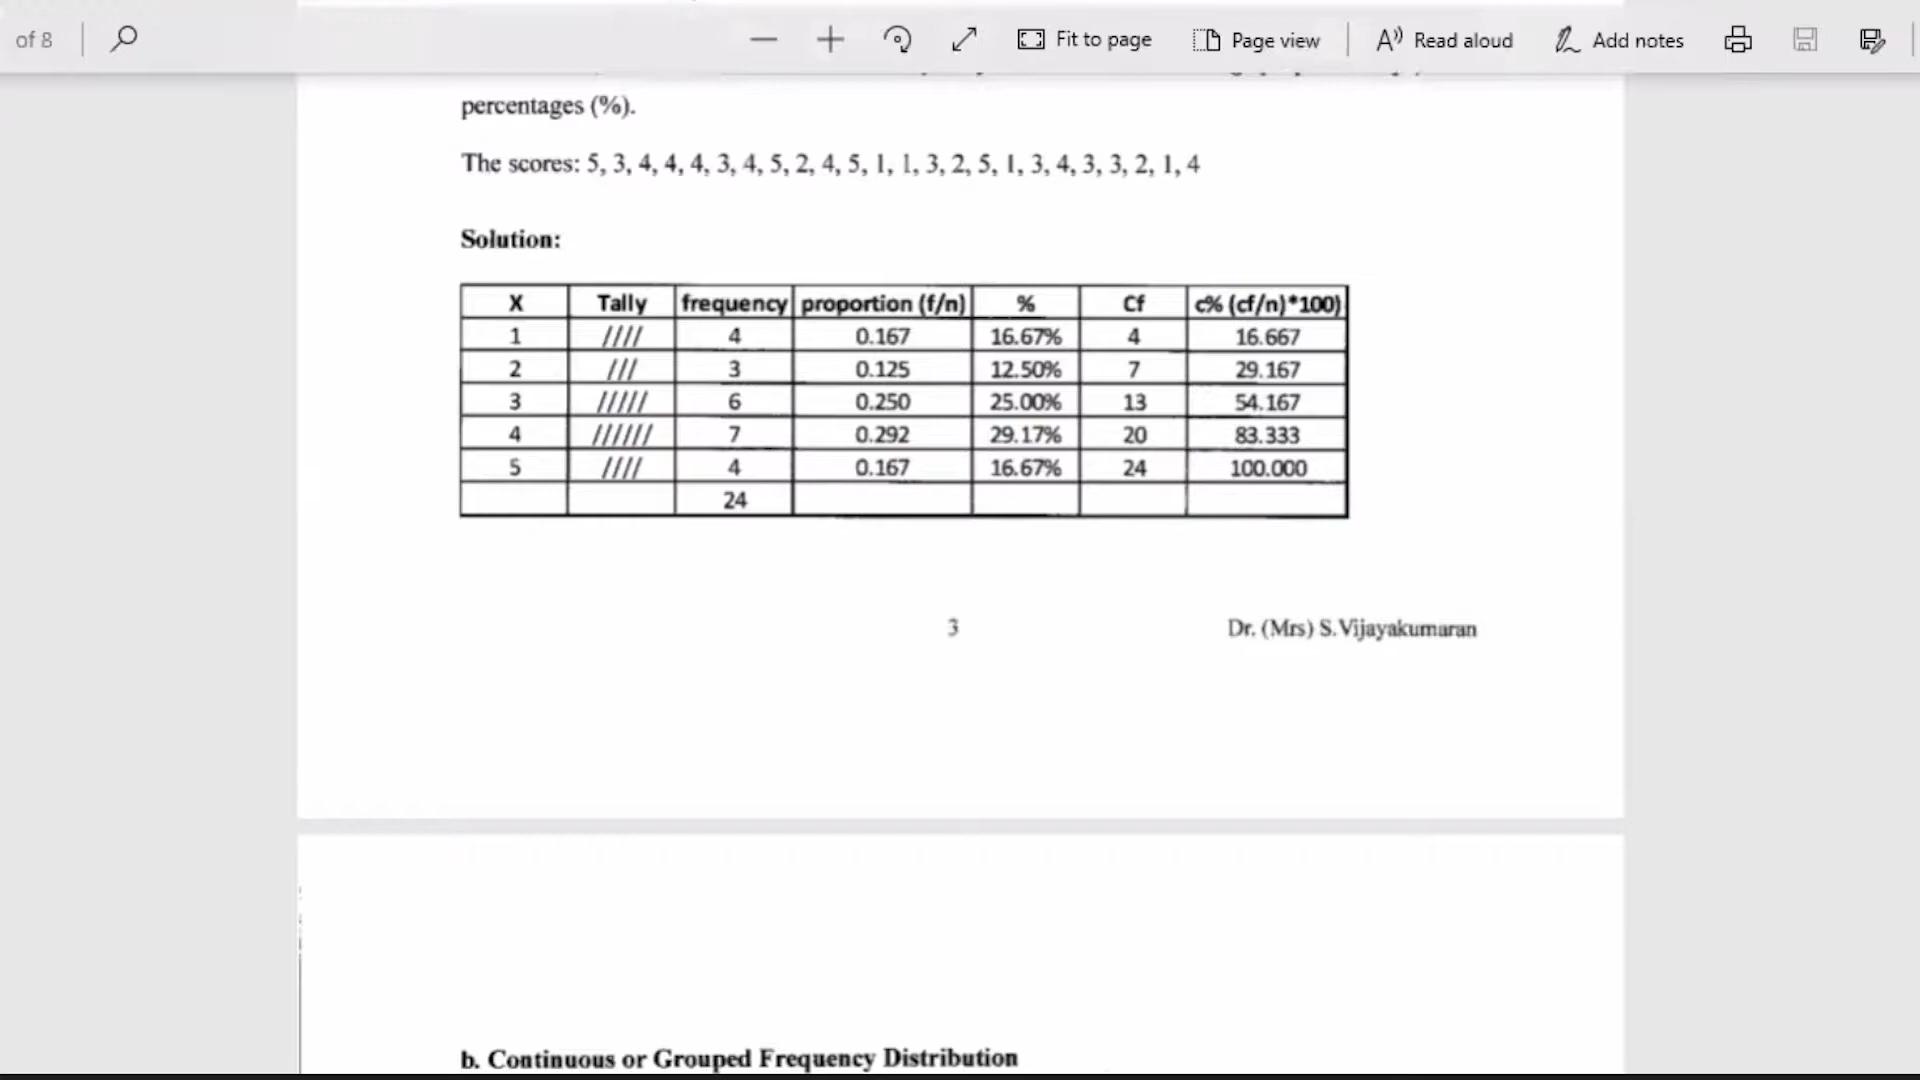 of 8 Fit to page Page view Read aloud Add notes
percentages (%).
The scores: 5, 3, 4, 4, 4, 3, 4, 5, 2, 4, 5, 1, 1, 3, 2, 5, 1, 3, 4, 3, 3, 2, 1, 4
Solution:
X Tally frequency proportion (f/n) % Cf c% (cf/n)*100)
1 //// 4 0.167 16.67% 4 16.667
2 /// 3 0.125 12.50% 7 29.167
3 ///// 6 0.250 25.00% 13 54.167
4 ////// 7 0.292 29.17% 20 83.333
5 //// 4 0.167 16.67% 24 100.000
24
3 Dr. (Mrs) S.Vijayakumaran
b. Continuous or Grouped Frequency Distribution